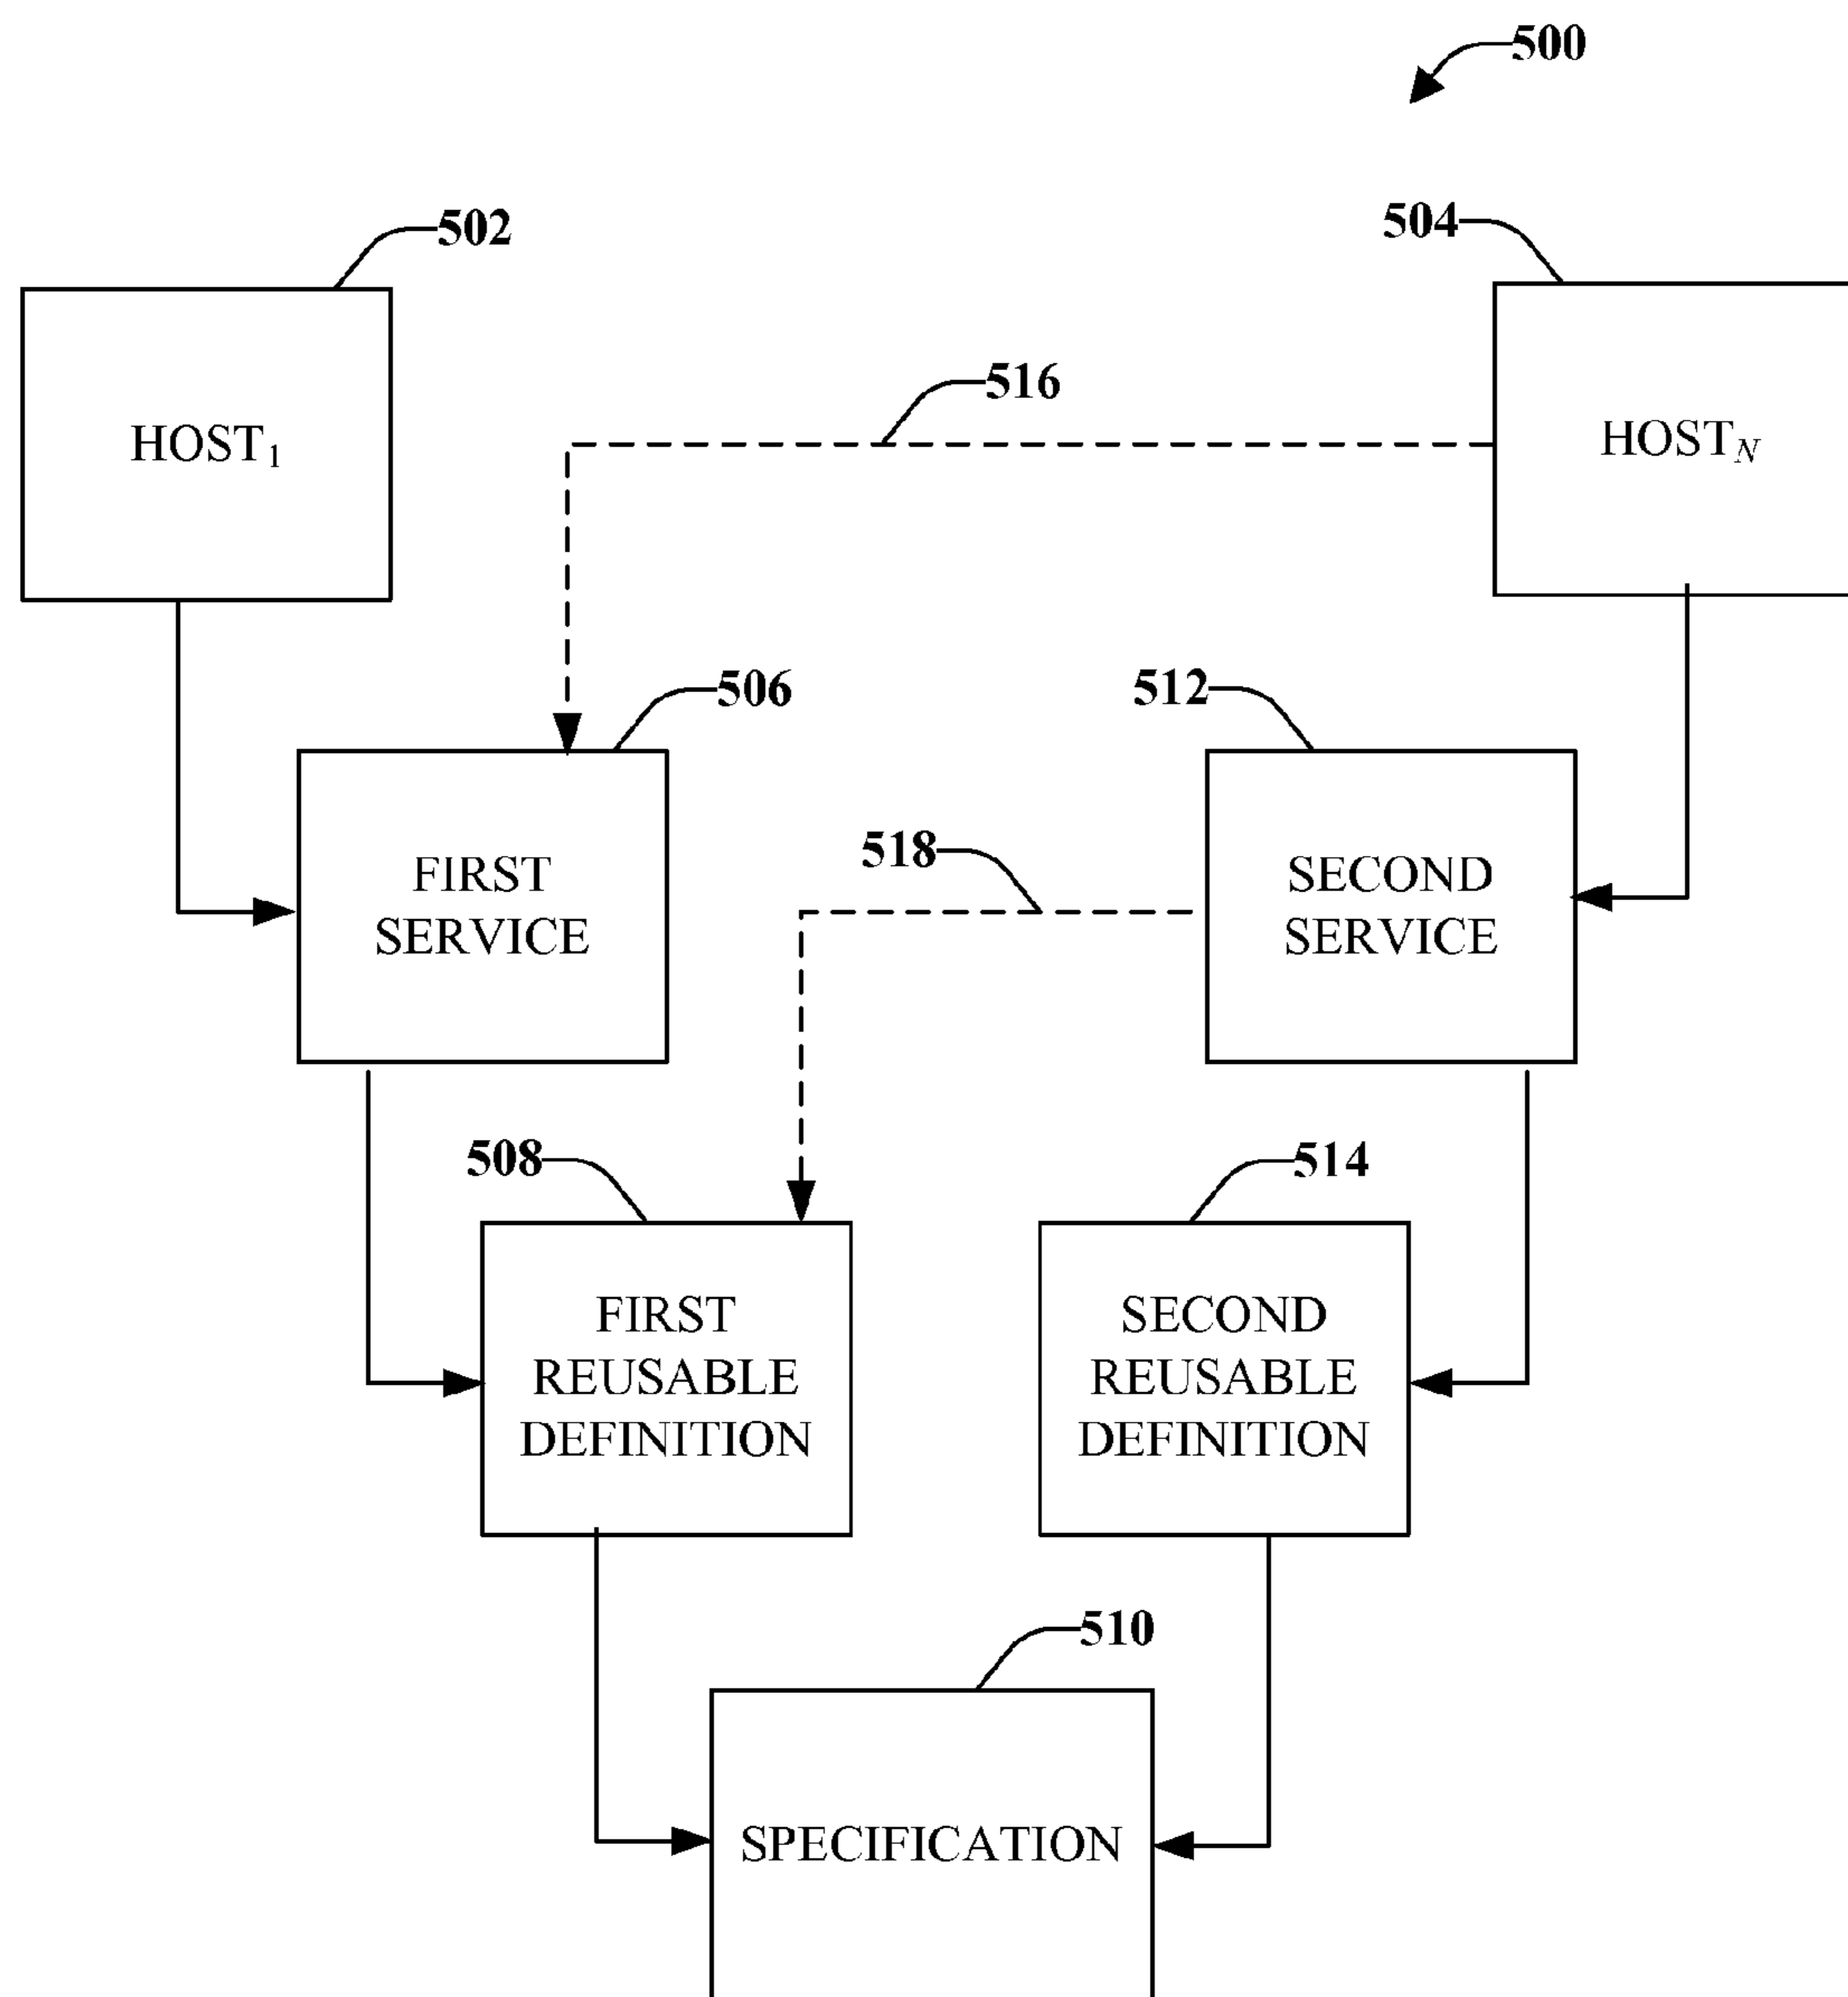 500
502
504
516
HOST1
HOSTN
506
512
518
FIRST
SERVICE
SECOND
SERVICE
508
514
FIRST
REUSABLE
DEFINITION
SECOND
REUSABLE
DEFINITION
510
SPECIFICATION